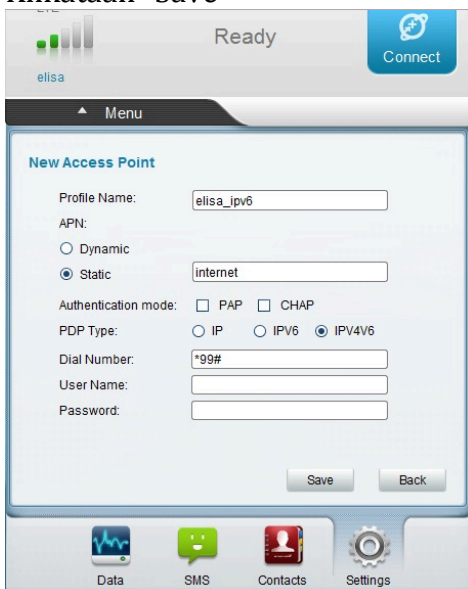 Ready
Connect
elisa
Menu
New Access Point
Profile Name: elisa_ipv6
APN:
Dynamic
Static internet
Authentication mode: PAP CHAP
PDP Type: IP IPV6 IPV4V6
Dial Number: *99#
User Name:
Password:
Save Back
Data SMS Contacts Settings